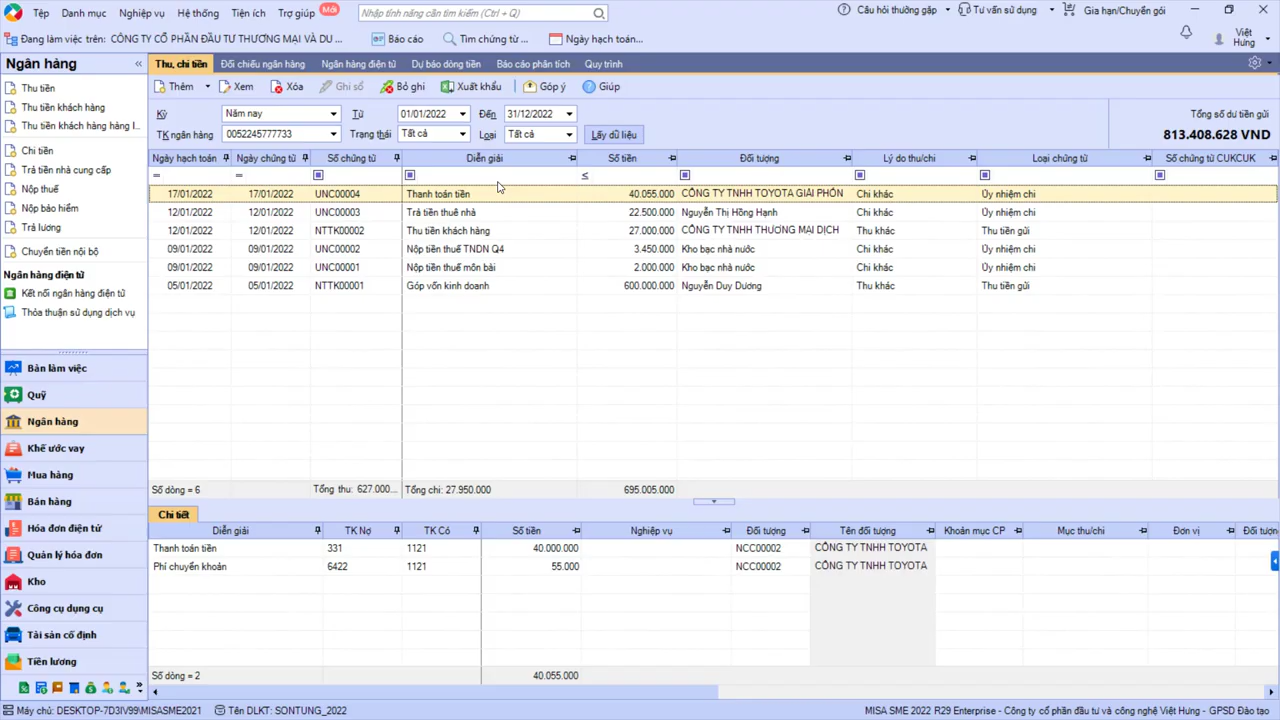 Tệp Danh mục Nghiệp vụ Hệ thống Tiện ích Trợ giúp Mới Nhập tính năng cần tìm kiếm (Ctrl + Q) Câu hỏi thường gặp Tư vấn sử dụng Gia hạn/Chuyển gói
Đang làm việc trên: CÔNG TY CỔ PHẦN ĐẦU TƯ THƯƠNG MẠI VÀ DU ... Báo cáo Tìm chứng từ ... Ngày hạch toán... Việt Hưng
Ngân hàng «
Thu tiền
Thu tiền khách hàng
Thu tiền khách hàng hàng l...
Chi tiền
Trả tiền nhà cung cấp
Nộp thuế
Nộp bảo hiểm
Trả lương
Chuyển tiền nội bộ
Ngân hàng điện tử
Kết nối ngân hàng điện tử
Thỏa thuận sử dụng dịch vụ
Bàn làm việc
Quỹ
Ngân hàng
Khế ước vay
Mua hàng
Bán hàng
Hóa đơn điện tử
Quản lý hóa đơn
Kho
Công cụ dụng cụ
Tài sản cố định
Tiền lương
Thu, chi tiền Đối chiếu ngân hàng Ngân hàng điện tử Dự báo dòng tiền Báo cáo phân tích Quy trình
Thêm Xem Xóa Ghi sổ Bỏ ghi Xuất khẩu Góp ý Giúp
Kỳ Năm nay Từ 01/01/2022 Đến 31/12/2022 Tổng số dư tiền gửi
TK ngân hàng 0052245777733 Trạng thái Tất cả Loại Tất cả Lấy dữ liệu 813.408.628 VND
Ngày hạch toán Ngày chứng từ Số chứng từ Diễn giải Số tiền Đối tượng Lý do thu/chi Loại chứng từ Số chứng từ CUKCUK
= = ≤
17/01/2022 17/01/2022 UNC00004 Thanh toán tiền 40.055.000 CÔNG TY TNHH TOYOTA GIẢI PHÓN Chi khác Ủy nhiệm chi
12/01/2022 12/01/2022 UNC00003 Trả tiền thuê nhà 22.500.000 Nguyễn Thị Hồng Hạnh Chi khác Ủy nhiệm chi
12/01/2022 12/01/2022 NTTK00002 Thu tiền khách hàng 27.000.000 CÔNG TY TNHH THƯƠNG MẠI DỊCH Thu khác Thu tiền gửi
09/01/2022 09/01/2022 UNC00002 Nộp tiền thuế TNDN Q4 3.450.000 Kho bạc nhà nước Chi khác Ủy nhiệm chi
09/01/2022 09/01/2022 UNC00001 Nộp tiền thuế môn bài 2.000.000 Kho bạc nhà nước Chi khác Ủy nhiệm chi
05/01/2022 05/01/2022 NTTK00001 Góp vốn kinh doanh 600.000.000 Nguyễn Duy Dương Thu khác Thu tiền gửi
Số dòng = 6 Tổng thu: 627.000... Tổng chi: 27.950.000 695.005.000
Chi tiết
Diễn giải TK Nợ TK Có Số tiền Nghiệp vụ Đối tượng Tên đối tượng Khoản mục CP Mục thu/chi Đơn vị Đối tượn
Thanh toán tiền 331 1121 40.000.000 NCC00002 CÔNG TY TNHH TOYOTA
Phí chuyển khoản 6422 1121 55.000 NCC00002 CÔNG TY TNHH TOYOTA
Số dòng = 2 40.055.000
Máy chủ: DESKTOP-7D3IV99\MISASME2021 Tên DLKT: SONTUNG_2022 MISA SME 2022 R29 Enterprise - Công ty cổ phần đầu tư và công nghệ Việt Hưng - GPSD Đào tạo